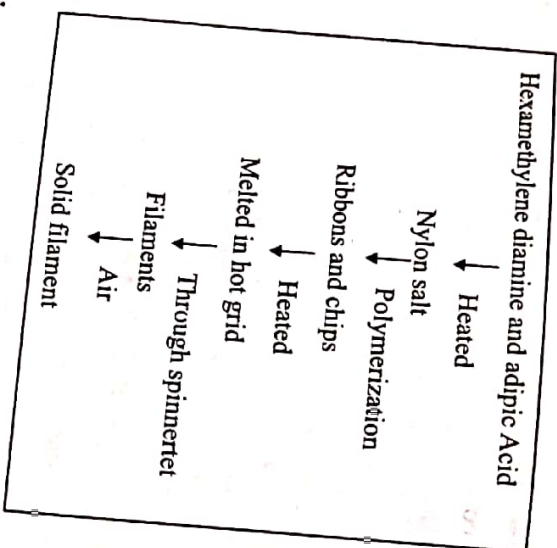 Hexamethylene diamine and adipic Acid
Heated
Nylon salt
Polymerization
Ribbons and chips
Heated
Melted in hot grid
Through spinnertet
Filaments
Air
Solid filament